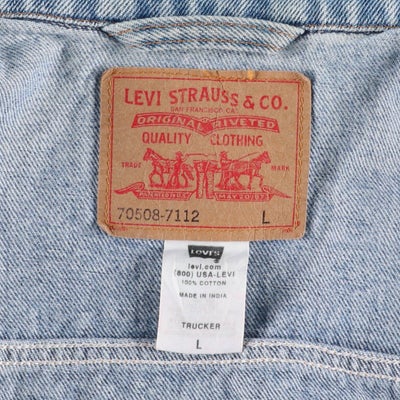 LEVI STRAUSS & CO.
SAN FRANCISCO, CA.
ORIGINAL RIVETED
QUALITY CLOTHING
TRADE MARK
70508-7112 L
LEVI'S
levi.com
(800) USA-LEVI
100% COTTON
MADE IN INDIA
TRUCKER
L